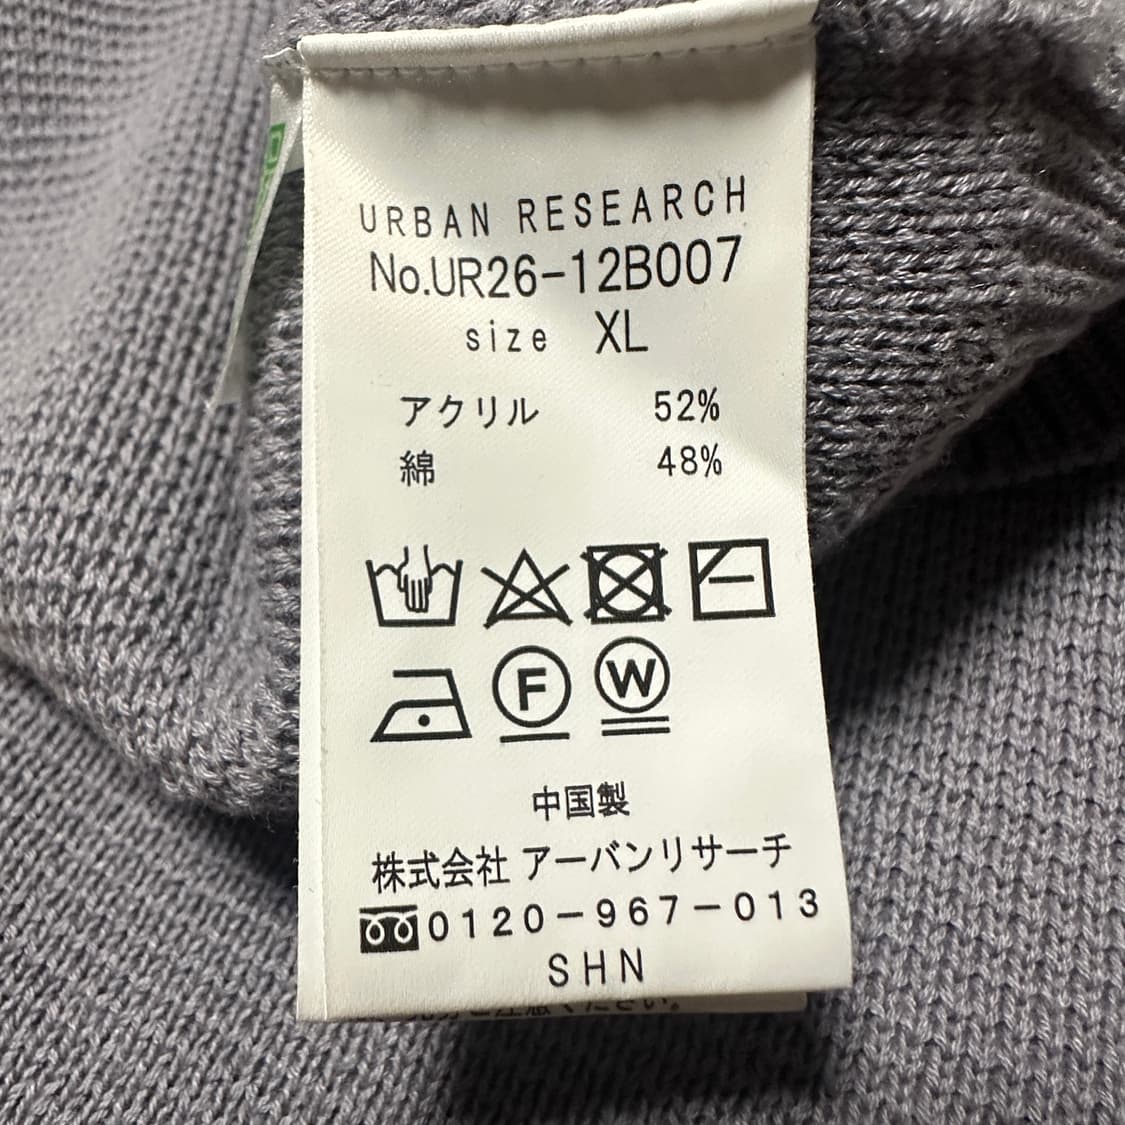 URBAN RESEARCH
No.UR26-12B007
size XL
アクリル 52%
綿 48%
F W
中国製
株式会社 アーバンリサーチ
0120-967-013
SHN